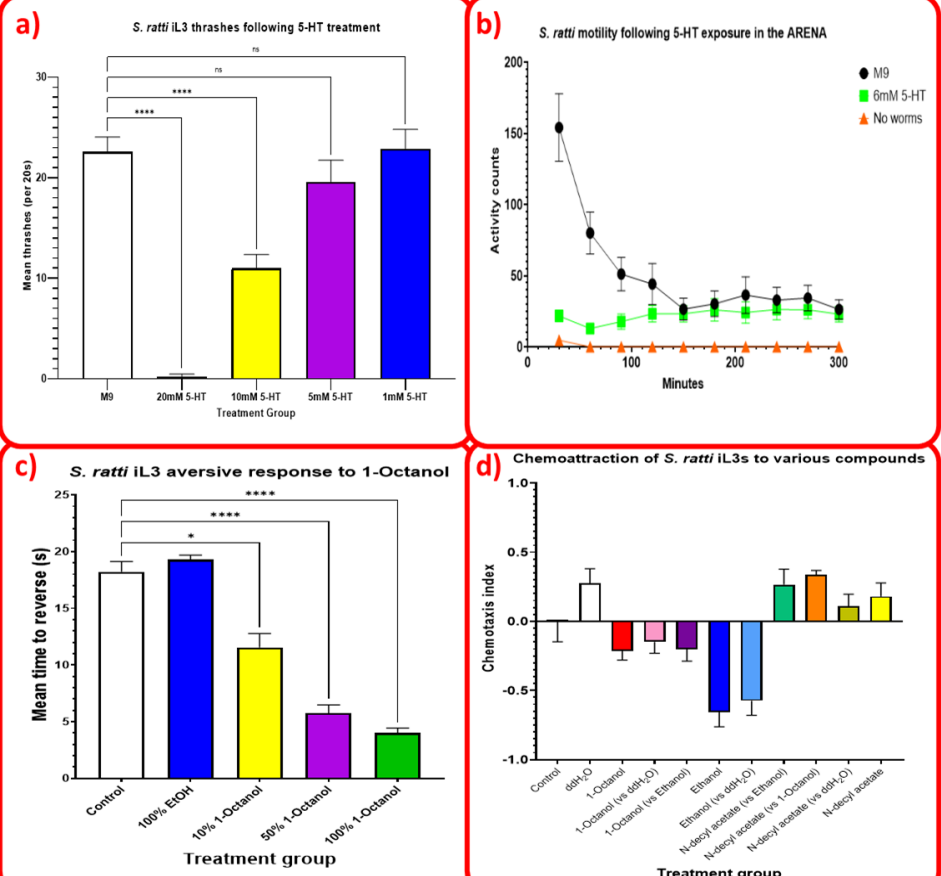 a)
S. ratti iL3 thrashes following 5-HT treatment
ns
ns
****
****
30
20
10
0
Mean thrashes (per 20s)
M9 20mM 5-HT 10mM 5-HT 5mM 5-HT 1mM 5-HT
Treatment Group
b)
S. ratti motility following 5-HT exposure in the ARENA
200
150
100
50
0
Activity counts
0 100 200 300
Minutes
M9
6mM 5-HT
No worms
c)
S. ratti iL3 aversive response to 1-Octanol
****
****
*
25
20
15
10
5
0
Mean time to reverse (s)
Control
100% EtOH
10% 1-Octanol
50% 1-Octanol
100% 1-Octanol
Treatment group
d)
Chemoattraction of S. ratti iL3s to various compounds
1.0
0.5
0.0
-0.5
-1.0
Chemotaxis index
Control
ddH₂O
1-Octanol
1-Octanol (vs ddH₂O)
1-Octanol (vs Ethanol)
Ethanol
Ethanol (vs ddH₂O)
N-decyl acetate (vs Ethanol)
N-decyl acetate (vs 1-Octanol)
N-decyl acetate (vs ddH₂O)
N-decyl acetate
Treatment group